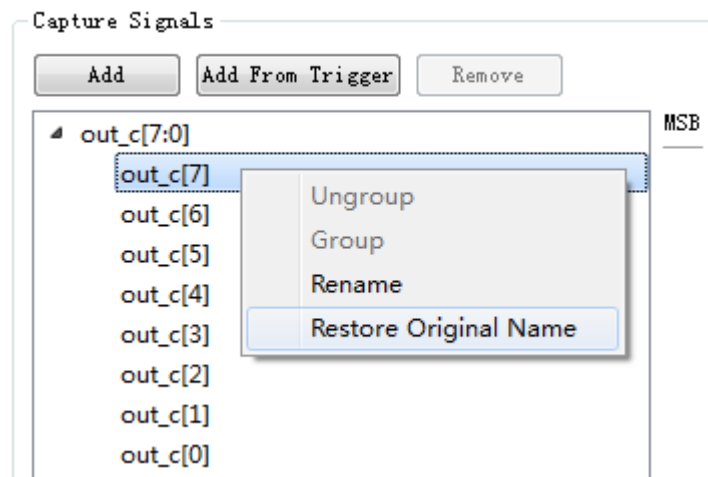 Capture Signals
Add Add From Trigger Remove
MSB
out_c[7:0]
out_c[7]
Ungroup
out_c[6]
Group
out_c[5]
Rename
out_c[4]
Restore Original Name
out_c[3]
out_c[2]
out_c[1]
out_c[0]